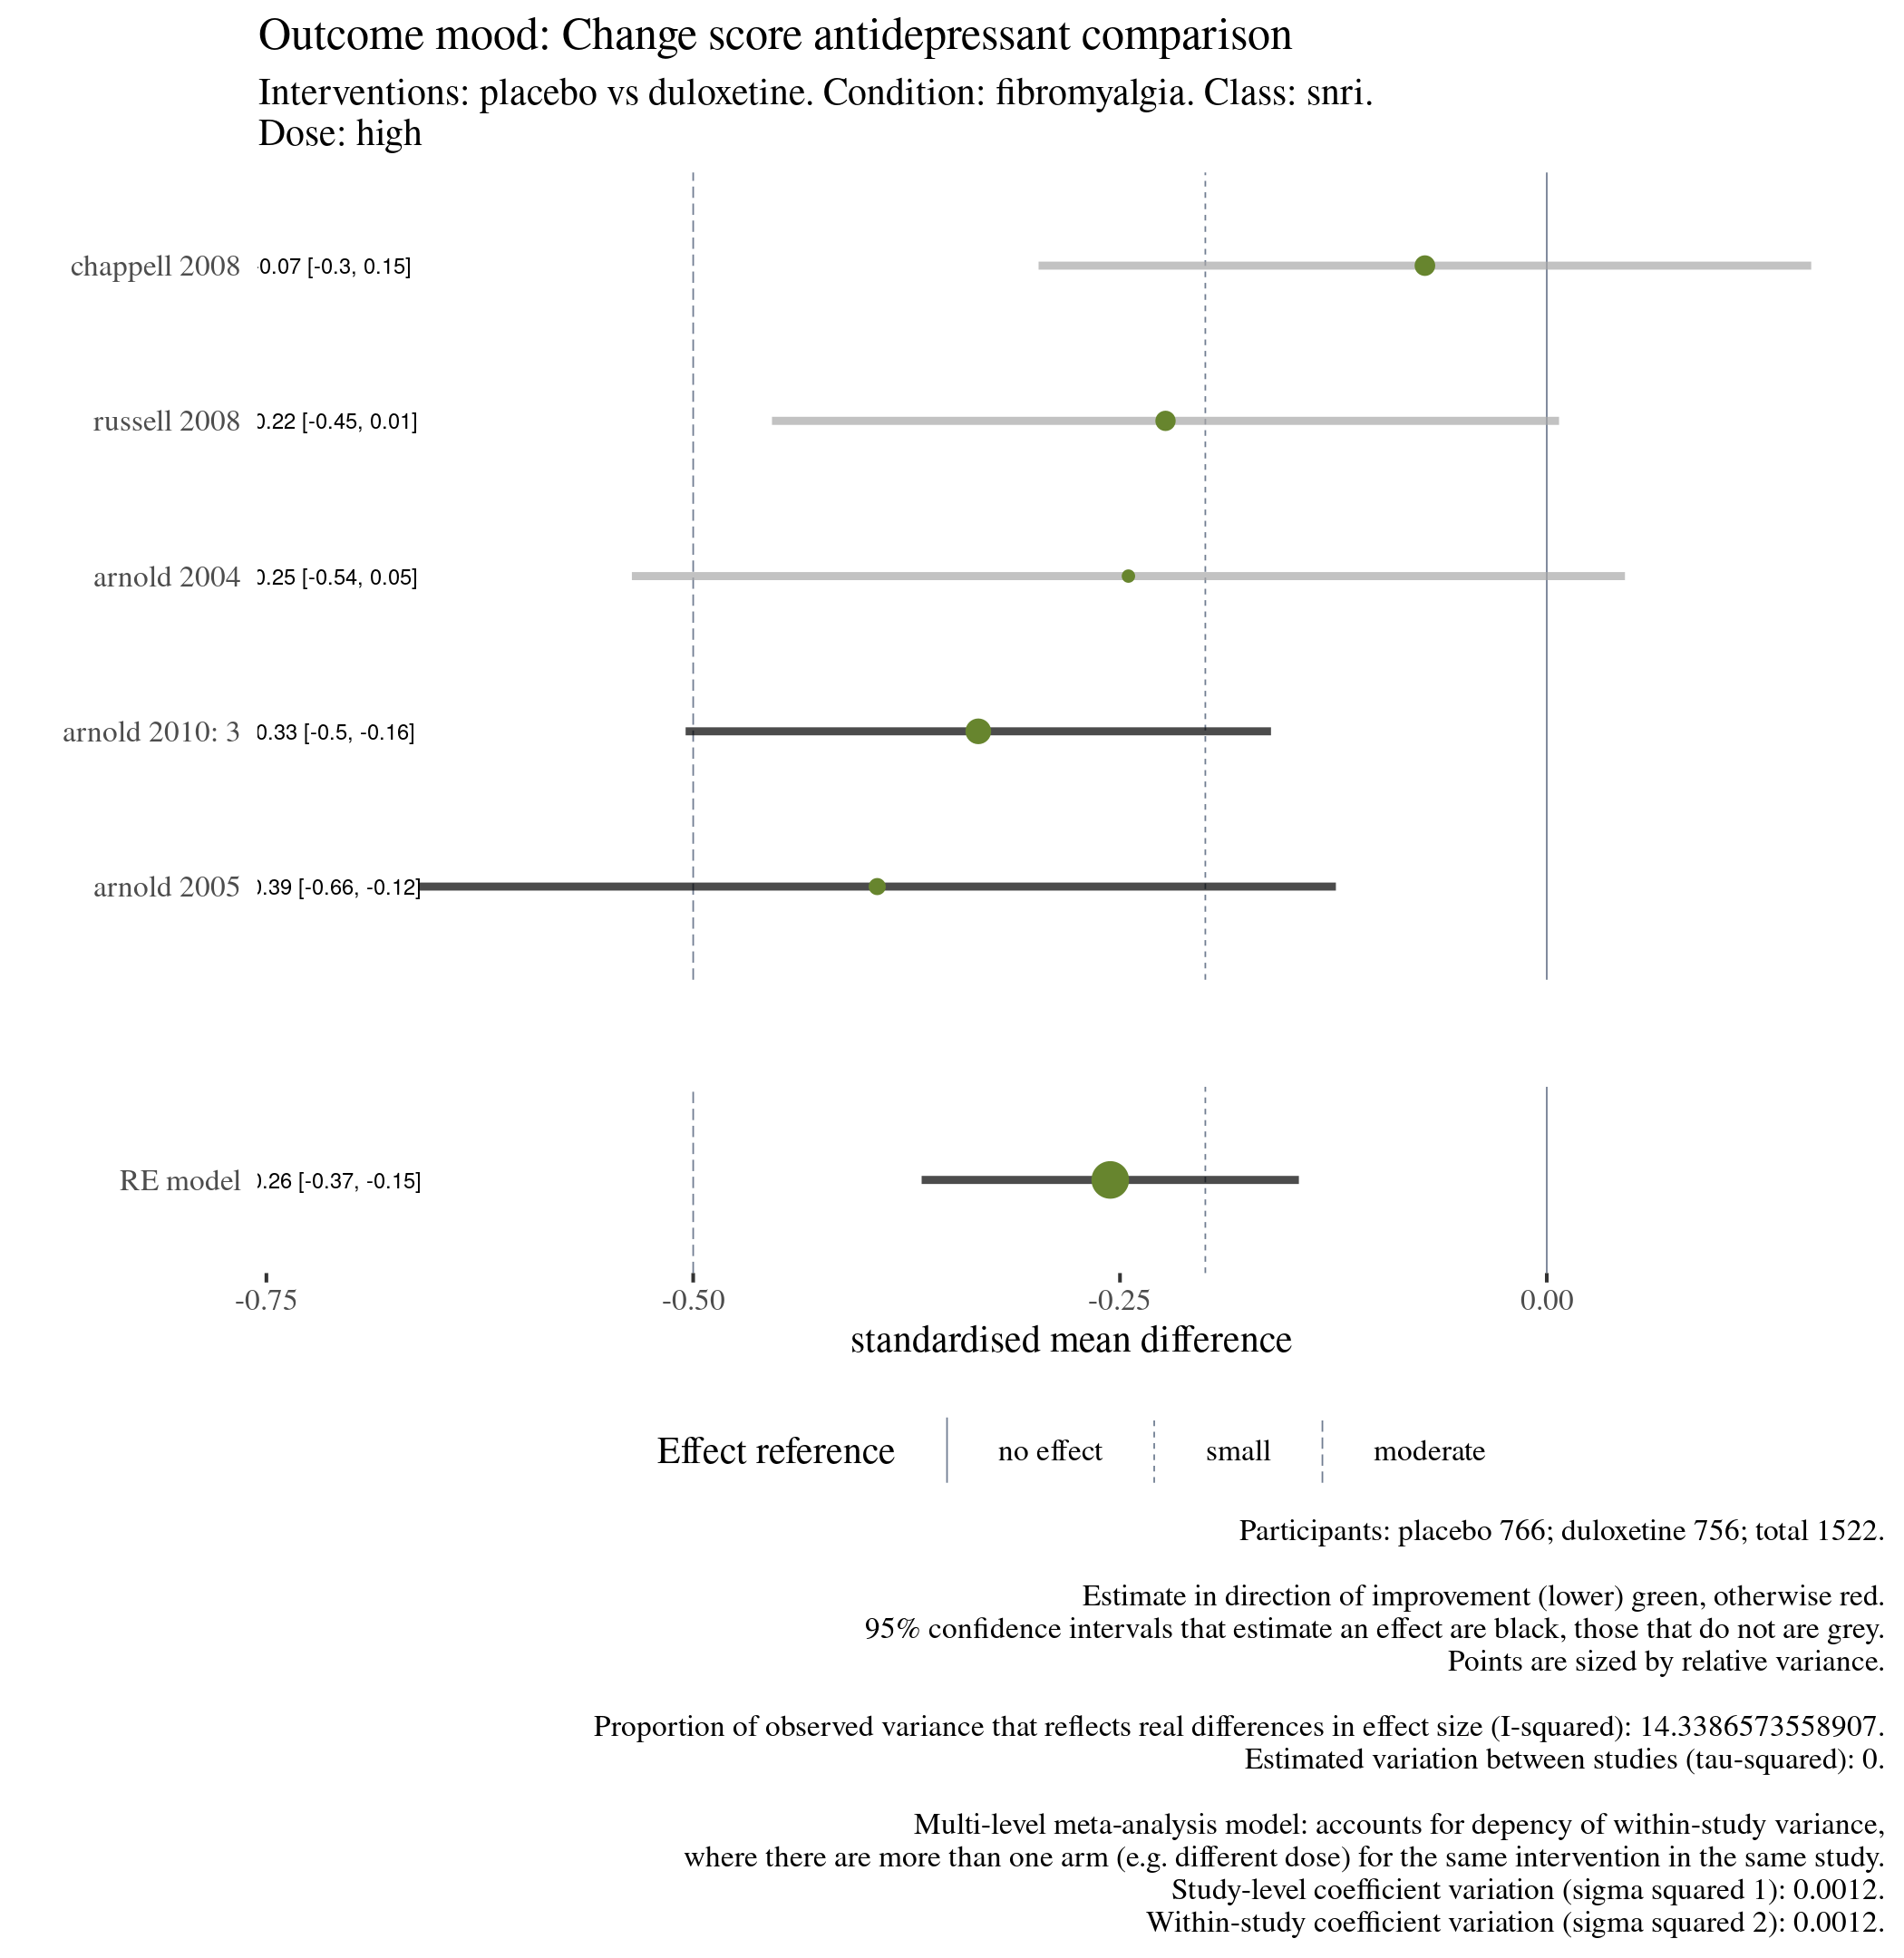 Outcome mood: Change score antidepressant comparison
Interventions: placebo vs duloxetine. Condition: fibromyalgia. Class: snri.
Dose: high
chappell 2008 0.07 [-0.3, 0.15]
russell 2008 0.22 [-0.45, 0.01]
arnold 2004 0.25 [-0.54, 0.05]
arnold 2010: 3 0.33 [-0.5, -0.16]
arnold 2005 0.39 [-0.66, -0.12]
RE model 0.26 [-0.37, -0.15]
-0.75 -0.50 -0.25 0.00
standardised mean difference
Effect reference no effect small moderate
Participants: placebo 766; duloxetine 756; total 1522.
Estimate in direction of improvement (lower) green, otherwise red.
95% confidence intervals that estimate an effect are black, those that do not are grey.
Points are sized by relative variance.
Proportion of observed variance that reflects real differences in effect size (I-squared): 14.3386573558907.
Estimated variation between studies (tau-squared): 0.
Multi-level meta-analysis model: accounts for depency of within-study variance,
where there are more than one arm (e.g. different dose) for the same intervention in the same study.
Study-level coefficient variation (sigma squared 1): 0.0012.
Within-study coefficient variation (sigma squared 2): 0.0012.